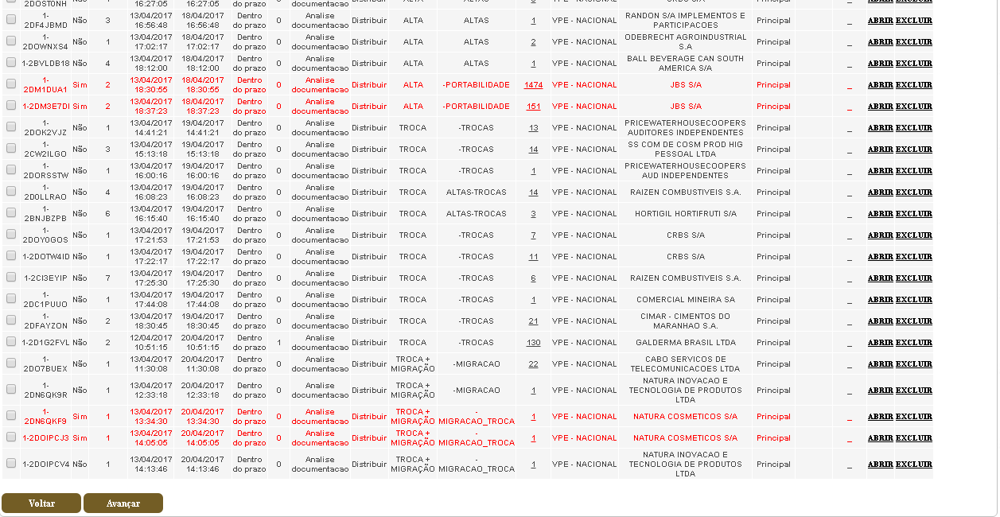 2DOST0NH Não 16:27:05 16:27:05 do prazo documentacao
1-2DF4JBMD Não 3 13/04/2017 16:56:48 18/04/2017 16:56:48 Dentro do prazo 0 Analise documentacao Distribuir ALTA ALTAS 1 VPE - NACIONAL RANDON S/A IMPLEMENTOS E PARTICIPACOES Principal _ ABRIR EXCLUIR
1-2DOWNXS4 Não 1 13/04/2017 17:02:17 18/04/2017 17:02:17 Dentro do prazo 0 Analise documentacao Distribuir ALTA ALTAS 2 VPE - NACIONAL ODEBRECHT AGROINDUSTRIAL S.A Principal _ ABRIR EXCLUIR
1-2BVLDB18 Não 4 13/04/2017 18:12:00 18/04/2017 18:12:00 Dentro do prazo 0 Analise documentacao Distribuir ALTA ALTAS 1 VPE - NACIONAL BALL BEVERAGE CAN SOUTH AMERICA S/A Principal _ ABRIR EXCLUIR
1-2DM1DUA1 Sim 2 13/04/2017 18:30:55 18/04/2017 18:30:55 Dentro do prazo 0 Analise documentacao Distribuir ALTA -PORTABILIDADE 1474 VPE - NACIONAL JBS S/A Principal _ ABRIR EXCLUIR
1-2DM3E7DI Sim 2 13/04/2017 18:37:23 18/04/2017 18:37:23 Dentro do prazo 0 Analise documentacao Distribuir ALTA -PORTABILIDADE 151 VPE - NACIONAL JBS S/A Principal _ ABRIR EXCLUIR
1-2DOK2VJZ Não 1 13/04/2017 14:41:21 19/04/2017 14:41:21 Dentro do prazo 0 Analise documentacao Distribuir TROCA -TROCAS 13 VPE - NACIONAL PRICEWATERHOUSECOOPERS AUDITORES INDEPENDENTES Principal _ ABRIR EXCLUIR
1-2CW2ILGO Não 3 13/04/2017 15:13:18 19/04/2017 15:13:18 Dentro do prazo 0 Analise documentacao Distribuir TROCA -TROCAS 14 VPE - NACIONAL SS COM DE COSM PROD HIG PESSOAL LTDA Principal _ ABRIR EXCLUIR
1-2DORSSTW Não 1 13/04/2017 16:00:16 19/04/2017 16:00:16 Dentro do prazo 0 Analise documentacao Distribuir TROCA -TROCAS 1 VPE - NACIONAL PRICEWATERHOUSECOOPERS AUD INDEPENDENTES Principal _ ABRIR EXCLUIR
1-2D0LLRAO Não 4 13/04/2017 16:08:23 19/04/2017 16:08:23 Dentro do prazo 0 Analise documentacao Distribuir TROCA ALTAS-TROCAS 14 VPE - NACIONAL RAIZEN COMBUSTIVEIS S.A. Principal _ ABRIR EXCLUIR
1-2BNJBZPB Não 6 13/04/2017 16:15:40 19/04/2017 16:15:40 Dentro do prazo 0 Analise documentacao Distribuir TROCA ALTAS-TROCAS 3 VPE - NACIONAL HORTIGIL HORTIFRUTI S/A Principal _ ABRIR EXCLUIR
1-2DOY0GOS Não 1 13/04/2017 17:21:53 19/04/2017 17:21:53 Dentro do prazo 0 Analise documentacao Distribuir TROCA -TROCAS 7 VPE - NACIONAL CRBS S/A Principal _ ABRIR EXCLUIR
1-2DOTW4ID Não 1 13/04/2017 17:22:17 19/04/2017 17:22:17 Dentro do prazo 0 Analise documentacao Distribuir TROCA -TROCAS 11 VPE - NACIONAL CRBS S/A Principal _ ABRIR EXCLUIR
1-2CI3EYIP Não 7 13/04/2017 17:25:30 19/04/2017 17:25:30 Dentro do prazo 0 Analise documentacao Distribuir TROCA -TROCAS 6 VPE - NACIONAL RAIZEN COMBUSTIVEIS S.A. Principal _ ABRIR EXCLUIR
1-2DC1PUUO Não 1 13/04/2017 17:44:08 19/04/2017 17:44:08 Dentro do prazo 0 Analise documentacao Distribuir TROCA -TROCAS 1 VPE - NACIONAL COMERCIAL MINEIRA SA Principal _ ABRIR EXCLUIR
1-2DFAYZON Não 2 13/04/2017 18:30:45 19/04/2017 18:30:45 Dentro do prazo 0 Analise documentacao Distribuir TROCA -TROCAS 21 VPE - NACIONAL CIMAR - CIMENTOS DO MARANHAO S.A. Principal _ ABRIR EXCLUIR
1-2D1G2FVL Não 2 12/04/2017 10:51:15 20/04/2017 10:51:15 Dentro do prazo 1 Analise documentacao Distribuir TROCA -TROCAS 130 VPE - NACIONAL GALDERMA BRASIL LTDA Principal _ ABRIR EXCLUIR
1-2DO7BUEX Não 1 13/04/2017 11:30:08 20/04/2017 11:30:08 Dentro do prazo 0 Analise documentacao Distribuir TROCA + MIGRAÇÃO -MIGRACAO 22 VPE - NACIONAL CABO SERVICOS DE TELECOMUNICACOES LTDA Principal _ ABRIR EXCLUIR
1-2DN6QK9R Não 1 13/04/2017 12:33:18 20/04/2017 12:33:18 Dentro do prazo 0 Analise documentacao Distribuir TROCA + MIGRAÇÃO -MIGRACAO 1 VPE - NACIONAL NATURA INOVACAO E TECNOLOGIA DE PRODUTOS LTDA Principal _ ABRIR EXCLUIR
1-2DN6QKF9 Sim 1 13/04/2017 13:34:30 20/04/2017 13:34:30 Dentro do prazo 0 Analise documentacao Distribuir TROCA + MIGRAÇÃO -MIGRACAO_TROCA 1 VPE - NACIONAL NATURA COSMETICOS S/A Principal _ ABRIR EXCLUIR
1-2DOIPCJ3 Sim 1 13/04/2017 14:05:05 20/04/2017 14:05:05 Dentro do prazo 0 Analise documentacao Distribuir TROCA + MIGRAÇÃO -MIGRACAO_TROCA 1 VPE - NACIONAL NATURA COSMETICOS S/A Principal _ ABRIR EXCLUIR
1-2DOIPCV4 Não 1 13/04/2017 14:13:46 20/04/2017 14:13:46 Dentro do prazo 0 Analise documentacao Distribuir TROCA + MIGRAÇÃO -MIGRACAO_TROCA 1 VPE - NACIONAL NATURA INOVACAO E TECNOLOGIA DE PRODUTOS LTDA Principal _ ABRIR EXCLUIR
Voltar Avançar